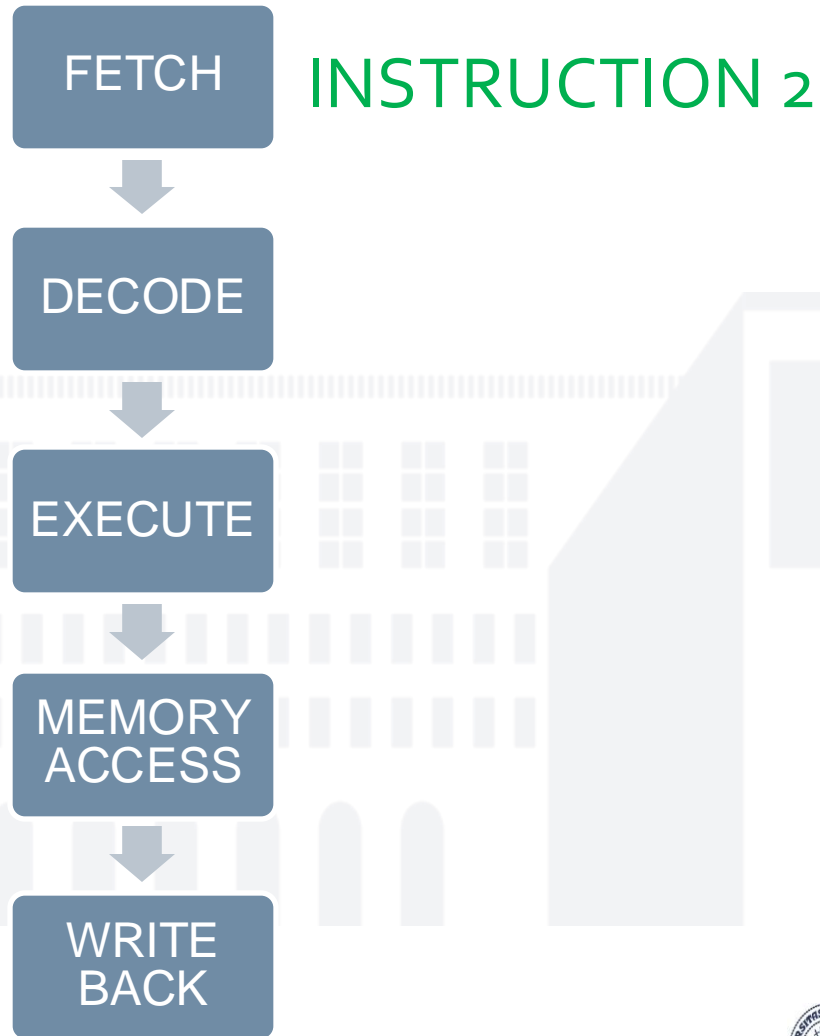 FETCH
INSTRUCTION 2
DECODE
EXECUTE
MEMORY
ACCESS
WRITE
BACK